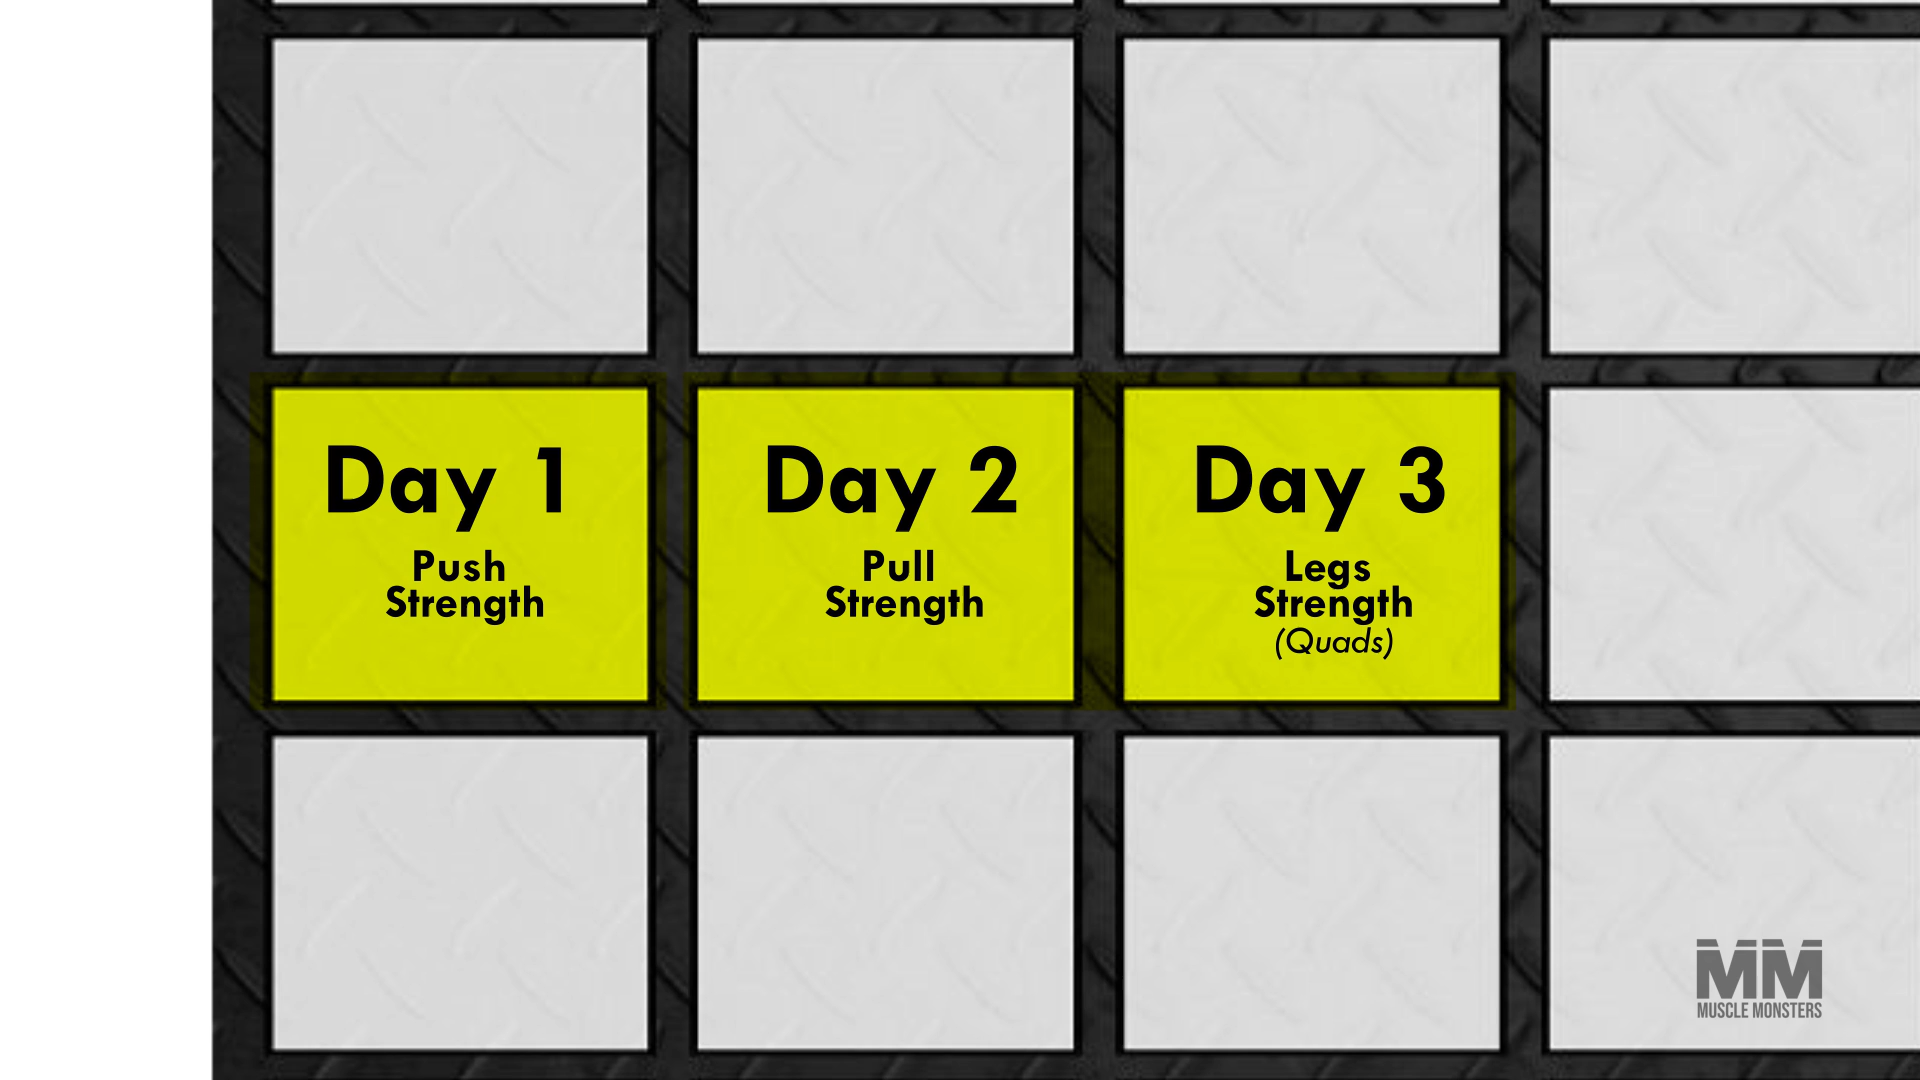 Day 1
Push
Strength
Day 2
Pull
Strength
Day 3
Legs
Strength
(Quads)
MM
MUSCLE MONSTERS